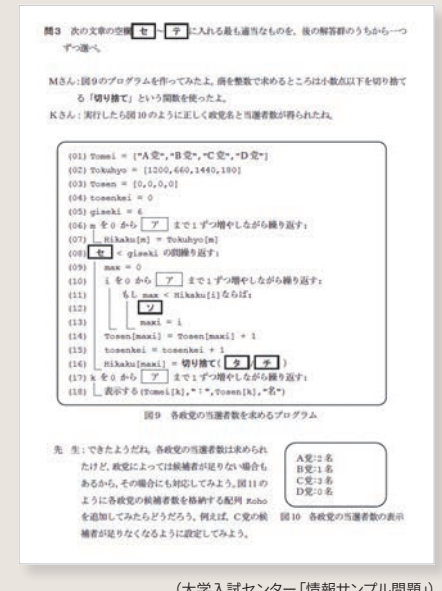 問3 次の文章の空欄 セ ~ テ に入れる最も適当なものを、後の解答群のうちから一つ
ずつ選べ。
Mさん：図9のプログラムを作ってみたよ。商を整数で求めるところは小数点以下を切り捨て
る「切り捨て」という関数を使ったよ。
Kさん：実行したら図10のように正しく政党名と当選者数が得られたね。
(01) Tomei = ["A党","B党","C党","D党"]
(02) Tokuhyo = [1200,660,1440,180]
(03) Tosen = [0,0,0,0]
(04) tosenkei = 0
(05) giseki = 6
(06) m を 0 から ア まで 1 ずつ増やしながら繰り返す:
(07) Hikaku[m] = Tokuhyo[m]
(08) セ < giseki の間繰り返す:
(09) max = 0
(10) i を 0 から ア まで 1 ずつ増やしながら繰り返す:
(11) もし max < Hikaku[i]ならば:
(12) ソ
(13) maxi = i
(14) Tosen[maxi] = Tosen[maxi] + 1
(15) tosenkei = tosenkei + 1
(16) Hikaku[maxi] = 切り捨て( タ / チ )
(17) k を 0 から ア まで 1 ずつ増やしながら繰り返す:
(18) 表示する(Tomei[k],":",Tosen[k],"名")
図9 各政党の当選者数を求めるプログラム
先 生：できたようだね。各政党の当選者数は求められ
たけど、政党によっては候補者が足りない場合も
あるから、その場合にも対応してみよう。図11の
ように各政党の候補者数を格納する配列 Koho
を追加してみたらどうだろう。例えば、C党の候
補者が足りなくなるように設定してみよう。
A党:2名
B党:1名
C党:3名
D党:0名
図10 各政党の当選者数の表示
(大学入試センター「情報サンプル問題」)